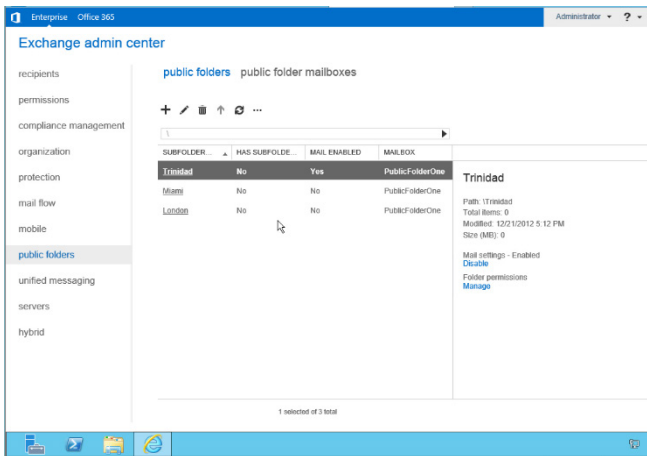 Enterprise Office 365 Administrator ?
Exchange admin center
recipients
permissions
compliance management
organization
protection
mail flow
mobile
public folders
unified messaging
servers
hybrid
public folders public folder mailboxes
\
SUBFOLDER... HAS SUBFOLDE... MAIL ENABLED MAILBOX
Trinidad No Yes PublicFolderOne
Miami No No PublicFolderOne
London No No PublicFolderOne
1 selected of 3 total
Trinidad
Path: \Trinidad
Total items: 0
Modified: 12/21/2012 5:12 PM
Size (MB): 0
Mail settings - Enabled
Disable
Folder permissions
Manage